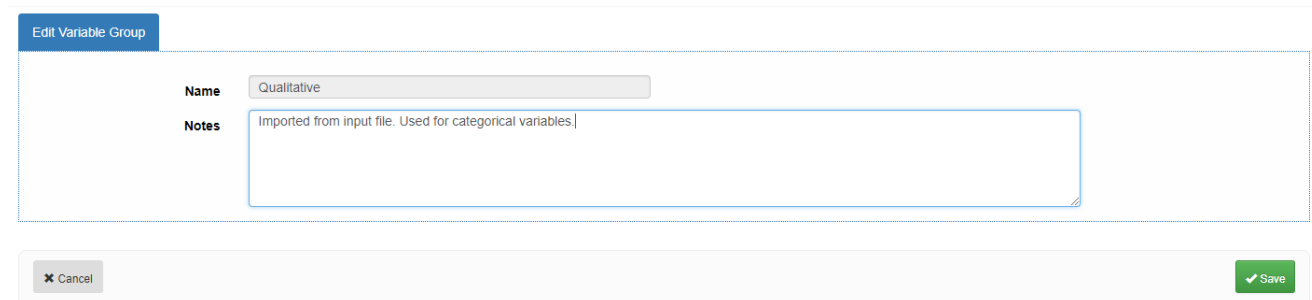 Edit Variable Group
Name Qualitative
Notes Imported from input file. Used for categorical variables.
Cancel Save